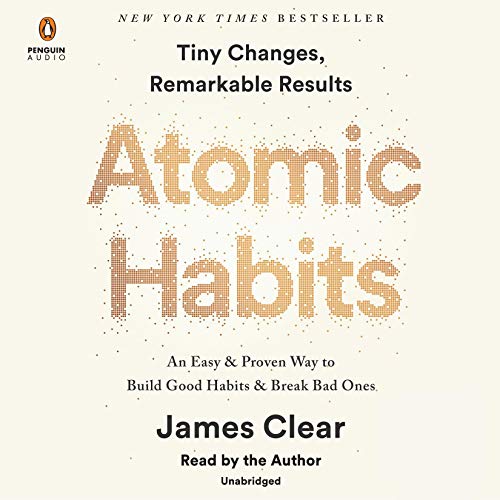 Penguin
Audio
NEW YORK TIMES BESTSELLER
Tiny Changes,
Remarkable Results
Atomic
Habits
An Easy & Proven Way to
Build Good Habits & Break Bad Ones
James Clear
Read by the Author
Unabridged